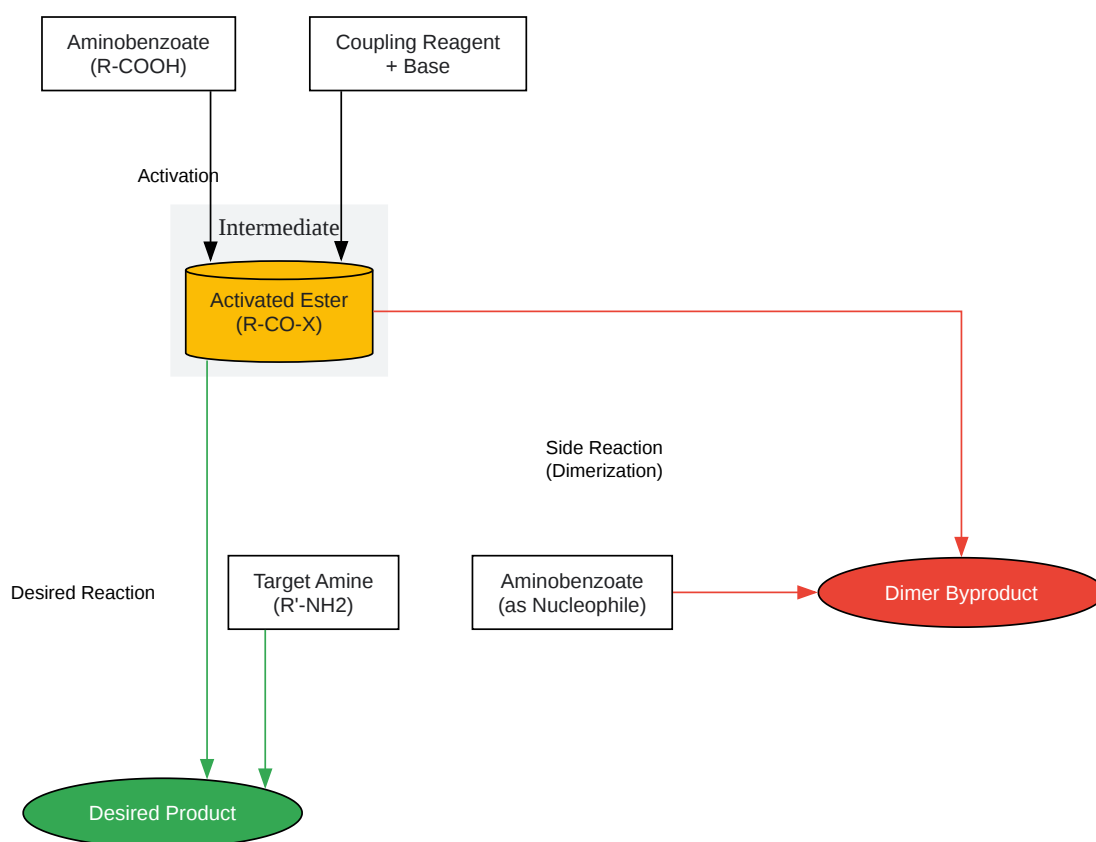 Aminobenzoate
(R-COOH)
Coupling Reagent
+ Base
Activation
Intermediate
Activated Ester
(R-CO-X)
Side Reaction
(Dimerization)
Desired Reaction
Target Amine
(R'-NH2)
Aminobenzoate
(as Nucleophile)
Dimer Byproduct
Desired Product